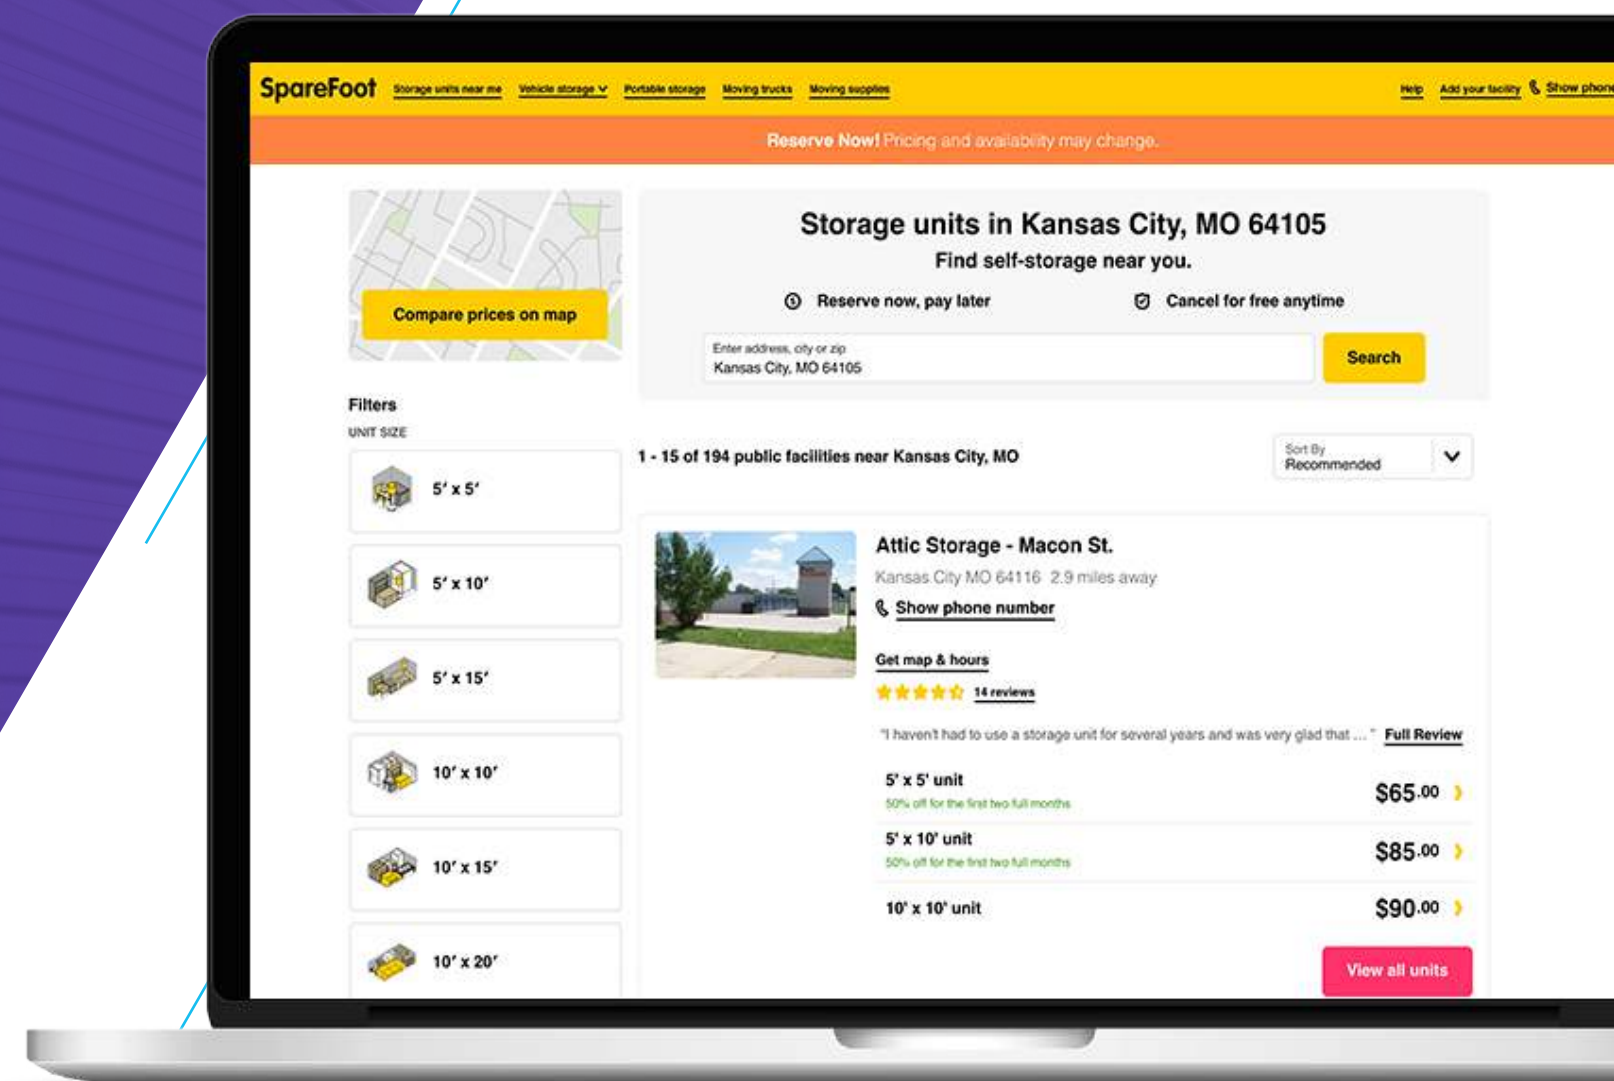 SpareFoot Storage units near me Vehicle storage Portable storage Moving trucks Moving supplies Help Add your facility Show phone
Reserve Now! Pricing and availability may change.
Compare prices on map
Storage units in Kansas City, MO 64105
Find self-storage near you.
Reserve now, pay later Cancel for free anytime
Enter address, city or zip
Kansas City, MO 64105
Search
Filters
UNIT SIZE
5' x 5'
5' x 10'
5' x 15'
10' x 10'
10' x 15'
10' x 20'
1 - 15 of 194 public facilities near Kansas City, MO
Sort By
Recommended
Attic Storage - Macon St.
Kansas City MO 64116 2.9 miles away
Show phone number
Get map & hours
14 reviews
"I haven't had to use a storage unit for several years and was very glad that ... " Full Review
5' x 5' unit
50% off for the first two full months
$65.00
5' x 10' unit
50% off for the first two full months
$85.00
10' x 10' unit
$90.00
View all units